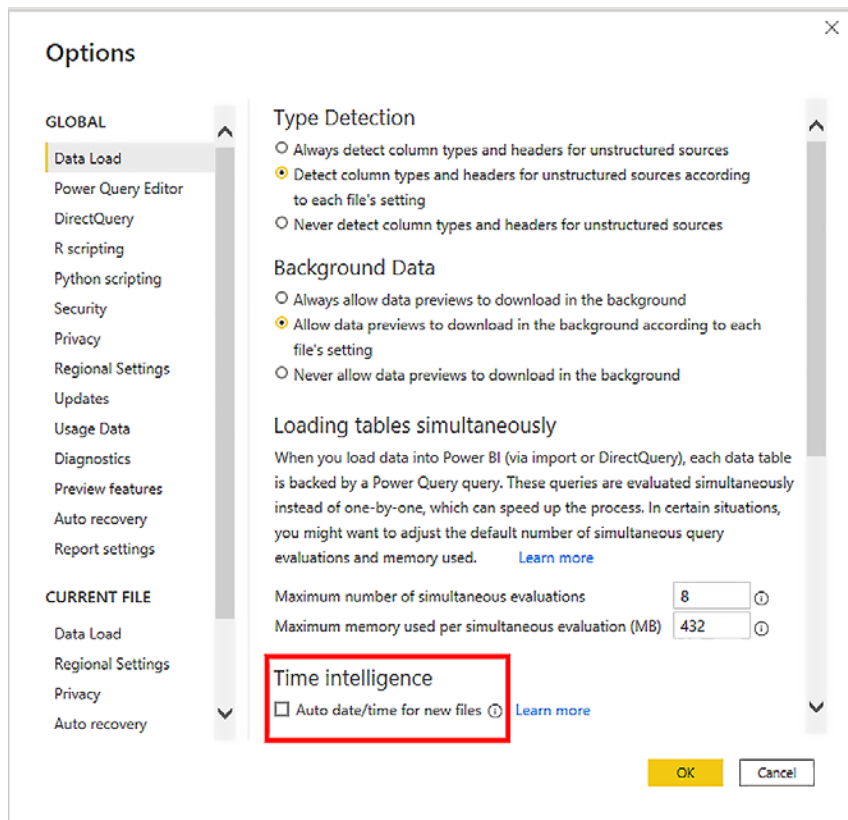 Options
GLOBAL
Data Load
Power Query Editor
DirectQuery
R scripting
Python scripting
Security
Privacy
Regional Settings
Updates
Usage Data
Diagnostics
Preview features
Auto recovery
Report settings
CURRENT FILE
Data Load
Regional Settings
Privacy
Auto recovery
Type Detection
Always detect column types and headers for unstructured sources
Detect column types and headers for unstructured sources according
to each file's setting
Never detect column types and headers for unstructured sources
Background Data
Always allow data previews to download in the background
Allow data previews to download in the background according to each
file's setting
Never allow data previews to download in the background
Loading tables simultaneously
When you load data into Power BI (via import or DirectQuery), each data table
is backed by a Power Query query. These queries are evaluated simultaneously
instead of one-by-one, which can speed up the process. In certain situations,
you might want to adjust the default number of simultaneous query
evaluations and memory used. Learn more
Maximum number of simultaneous evaluations 8
Maximum memory used per simultaneous evaluation (MB) 432
Time intelligence
Auto date/time for new files Learn more
OK Cancel